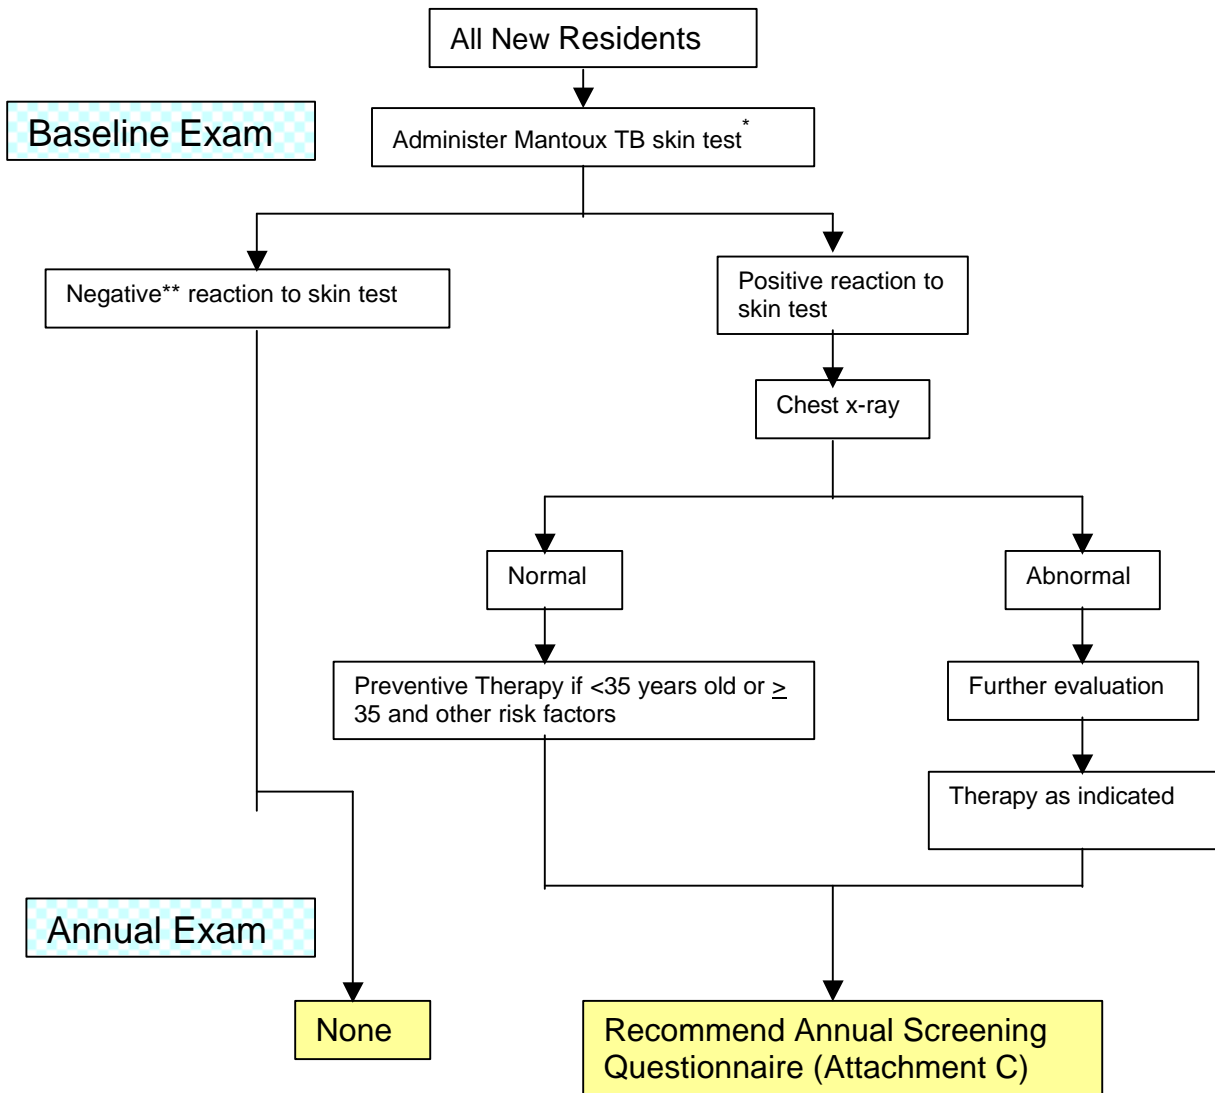 All New Residents
Baseline Exam
Administer Mantoux TB skin test*
Negative** reaction to skin test
Positive reaction to
skin test
Chest x-ray
Normal
Abnormal
Preventive Therapy if <35 years old or ≥
35 and other risk factors
Further evaluation
Therapy as indicated
Annual Exam
None
Recommend Annual Screening
Questionnaire (Attachment C)